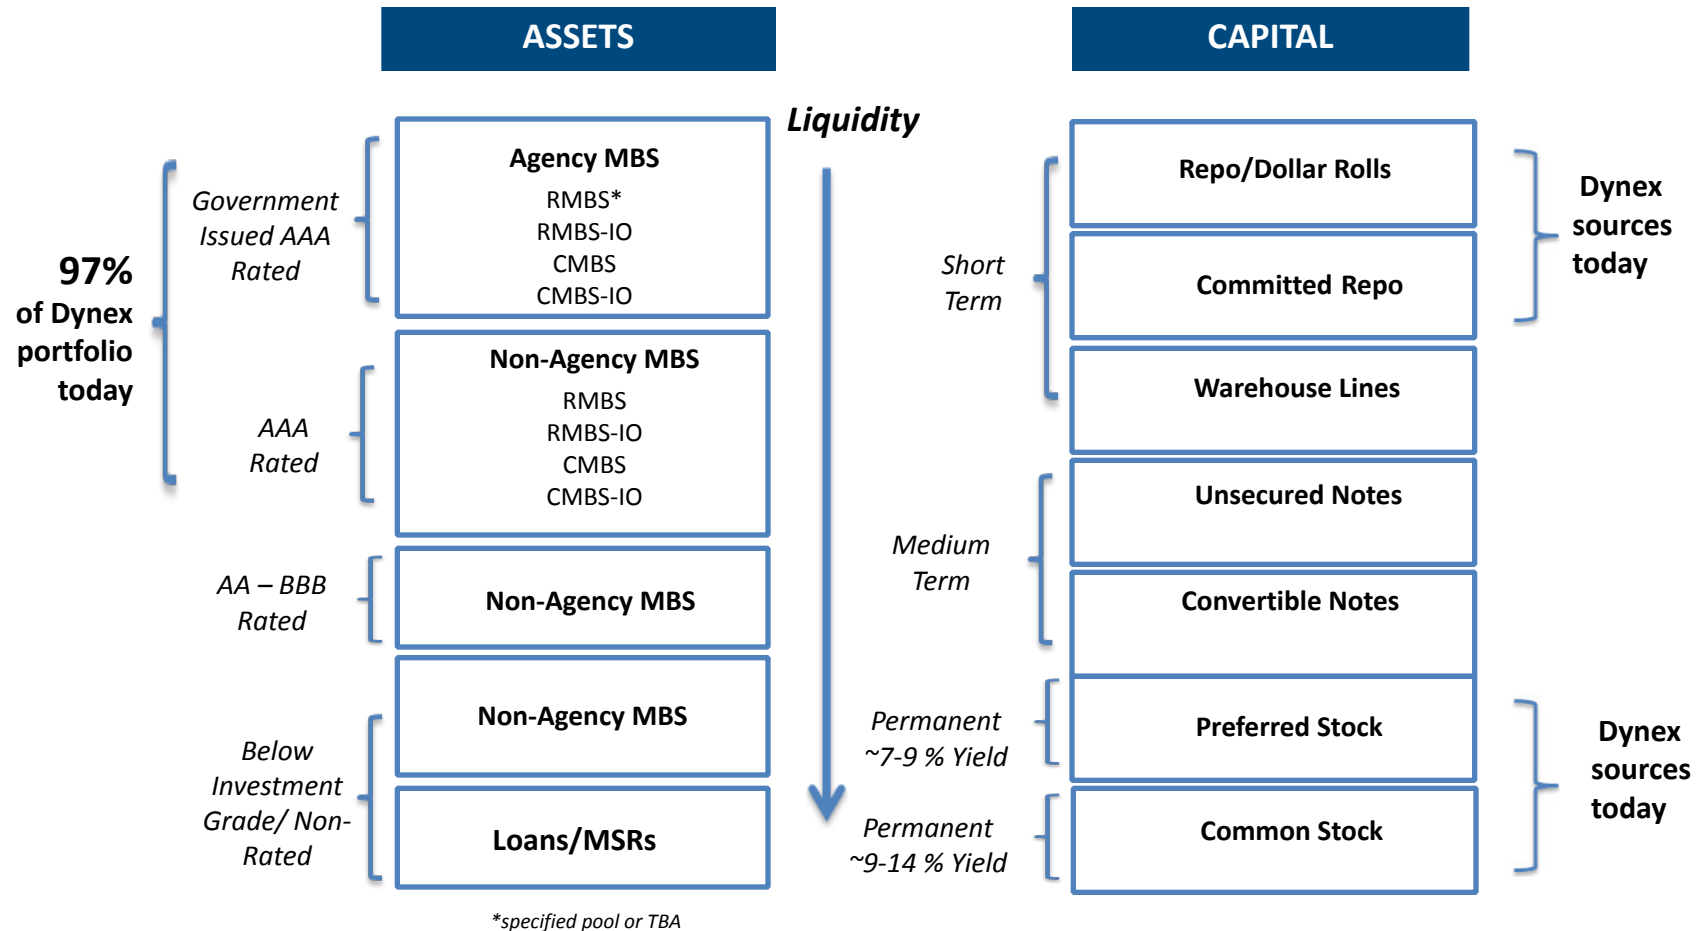 ASSETS
CAPITAL
Liquidity
97%
of Dynex
portfolio
today
Government
Issued AAA
Rated
Agency MBS
RMBS*
RMBS-IO
CMBS
CMBS-IO
AAA
Rated
Non-Agency MBS
RMBS
RMBS-IO
CMBS
CMBS-IO
AA – BBB
Rated
Non-Agency MBS
Below
Investment
Grade/ Non-
Rated
Non-Agency MBS
Loans/MSRs
*specified pool or TBA
Short
Term
Repo/Dollar Rolls
Committed Repo
Warehouse Lines
Dynex
sources
today
Medium
Term
Unsecured Notes
Convertible Notes
Permanent
~7-9 % Yield
Preferred Stock
Permanent
~9-14 % Yield
Common Stock
Dynex
sources
today